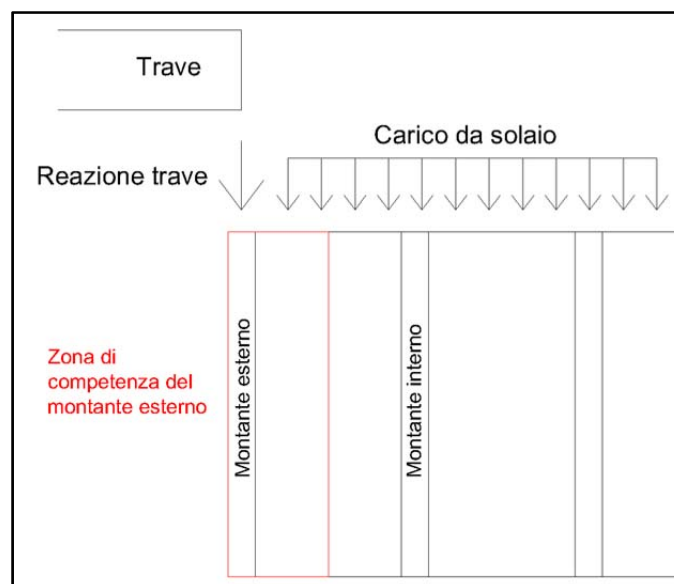 Trave
Carico da solaio
Reazione trave
Zona di
competenza del
montante esterno
Montante esterno
Montante interno